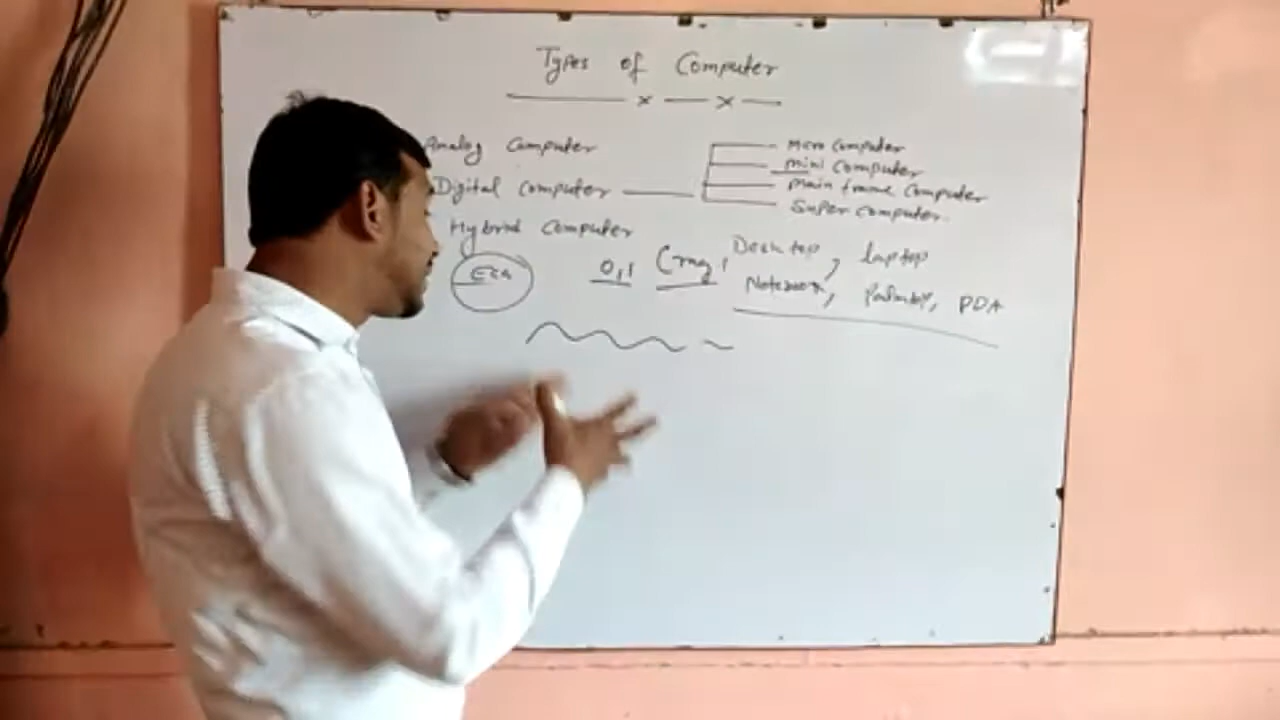 Types of Computer
Analog Computer
Digital Computer
Hybrid Computer
Micro Computer
mini Computer
Main frame Computer
Super Computer.
0,1
Cray, Desktop, laptop
Notebook, Palmtop, PDA